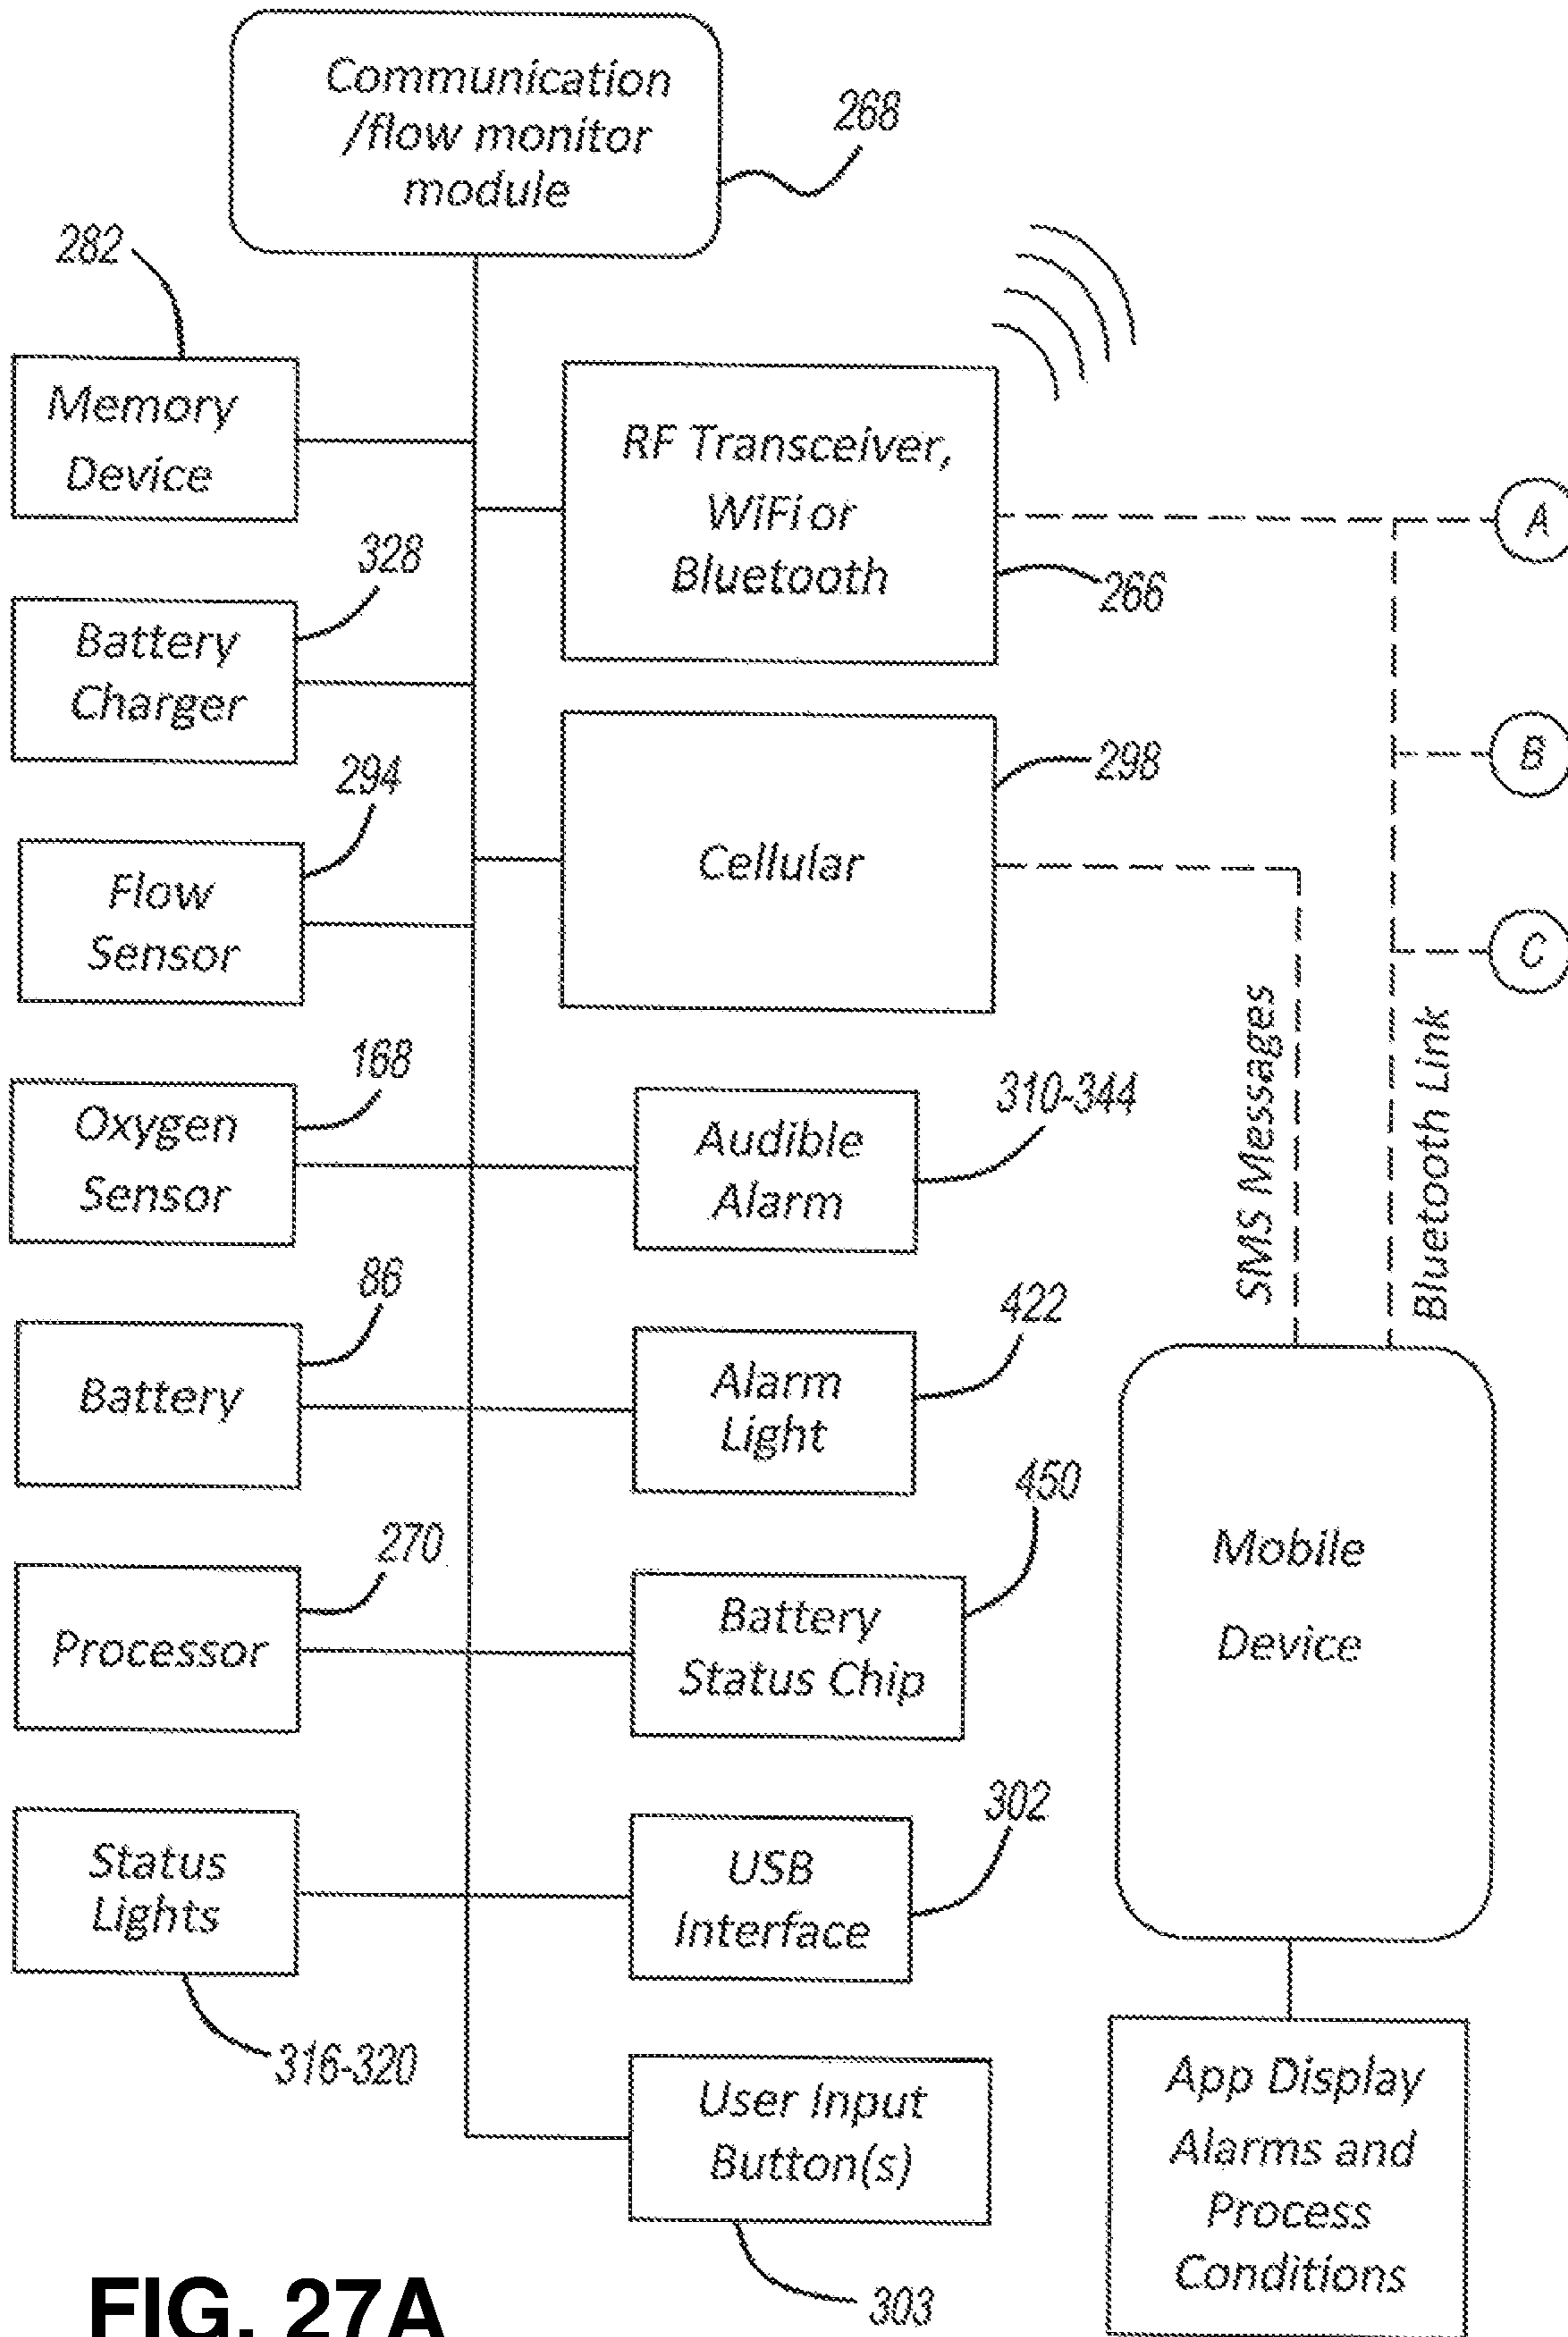 Communication
/flow monitor
module
268
282
Memory
Device
RF Transceiver,
WiFi or
Bluetooth
266
A
328
Battery
Charger
B
294
Flow
Sensor
298
Cellular
C
SMS Messages
Bluetooth Link
168
Oxygen
Sensor
310-344
Audible
Alarm
86
Battery
422
Alarm
Light
270
Processor
450
Battery
Status Chip
Mobile
Device
Status
Lights
316-320
302
USB
Interface
User Input
Button(s)
303
App Display
Alarms and
Process
Conditions
FIG. 27A